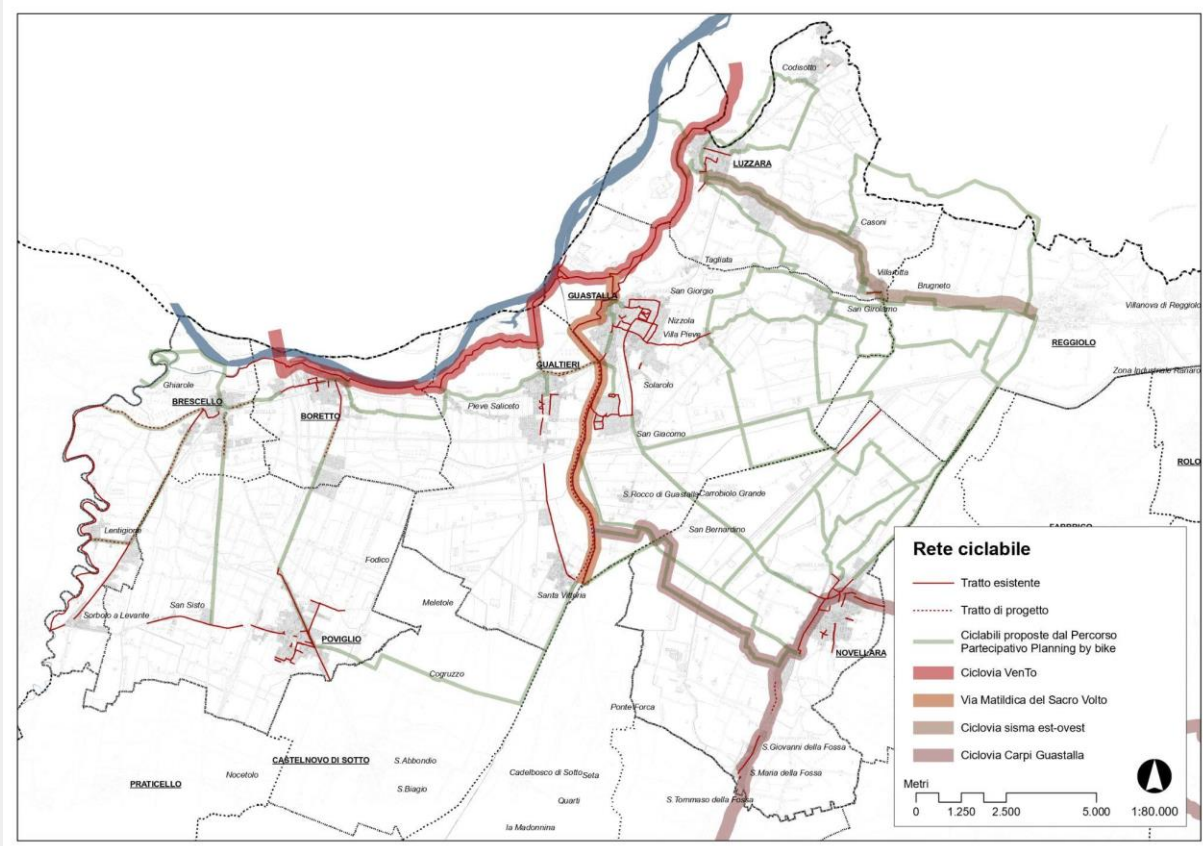 Codisotto
LUZZARA
Casoni
Tagliata
Villarotta
Brugneto
GUASTALLA
San Giorgio
San Girolamo
Villanova di Reggiolo
Nizzola
Villa Pieve
REGGIOLO
GUALTIERI
Zona Industriale Ranaro
Ghiarole
Solarolo
BRESCELLO
BORETTO
Pieve Saliceto
San Giacomo
ROLO
S.Rocco di Guastalla
Carrobiolo Grande
San Bernardino
Lentigione
FABBRICO
Fodico
Santa Vittoria
Meletole
San Sisto
Sorbolo a Levante
POVIGLIO
NOVELLARA
Cogruzzo
Ponte Forca
S.Giovanni della Fossa
CASTELNOVO DI SOTTO
S.Abbondio
Nocetolo
Cadelbosco di Sotto
Seta
S.Maria della Fossa
PRATICELLO
S.Biagio
Quarti
S.Tommaso della Fossa
la Madonnina
Rete ciclabile
Tratto esistente
Tratto di progetto
Ciclabili proposte dal Percorso
Partecipativo Planning by bike
Ciclovia VenTo
Via Matildica del Sacro Volto
Ciclovia sisma est-ovest
Ciclovia Carpi Guastalla
Metri
0 1.250 2.500 5.000 1:80.000